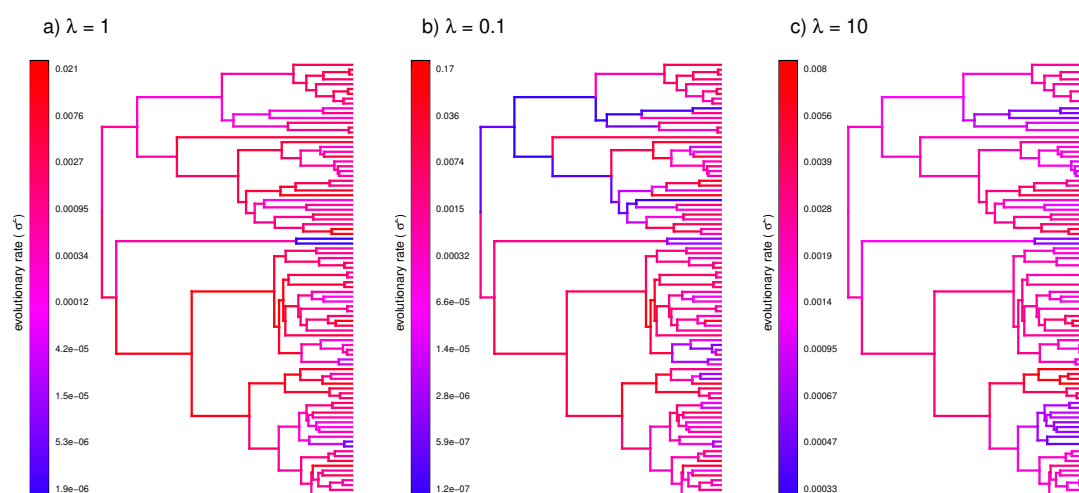 a) λ = 1
b) λ = 0.1
c) λ = 10
evolutionary rate ( σ²)
0.021
0.0076
0.0027
0.00095
0.00034
0.00012
4.2e−05
1.5e−05
5.3e−06
1.9e−06
evolutionary rate ( σ²)
0.17
0.036
0.0074
0.0015
0.00032
6.6e−05
1.4e−05
2.8e−06
5.9e−07
1.2e−07
evolutionary rate ( σ²)
0.008
0.0056
0.0039
0.0028
0.0019
0.0014
0.00095
0.00067
0.00047
0.00033